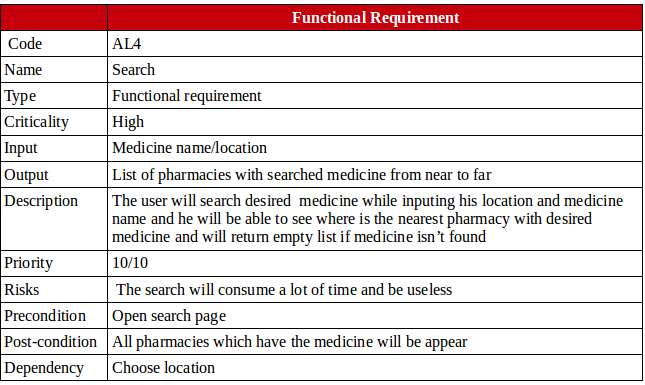 Functional Requirement
Code AL4
Name Search
Type Functional requirement
Criticality High
Input Medicine name/location
Output List of pharmacies with searched medicine from near to far
Description The user will search desired  medicine while inputing his location and medicine
name and he will be able to see where is the nearest pharmacy with desired
medicine and will return empty list if medicine isn’t found
Priority 10/10
Risks The search will consume a lot of time and be useless
Precondition Open search page
Post-condition All pharmacies which have the medicine will be appear
Dependency Choose location